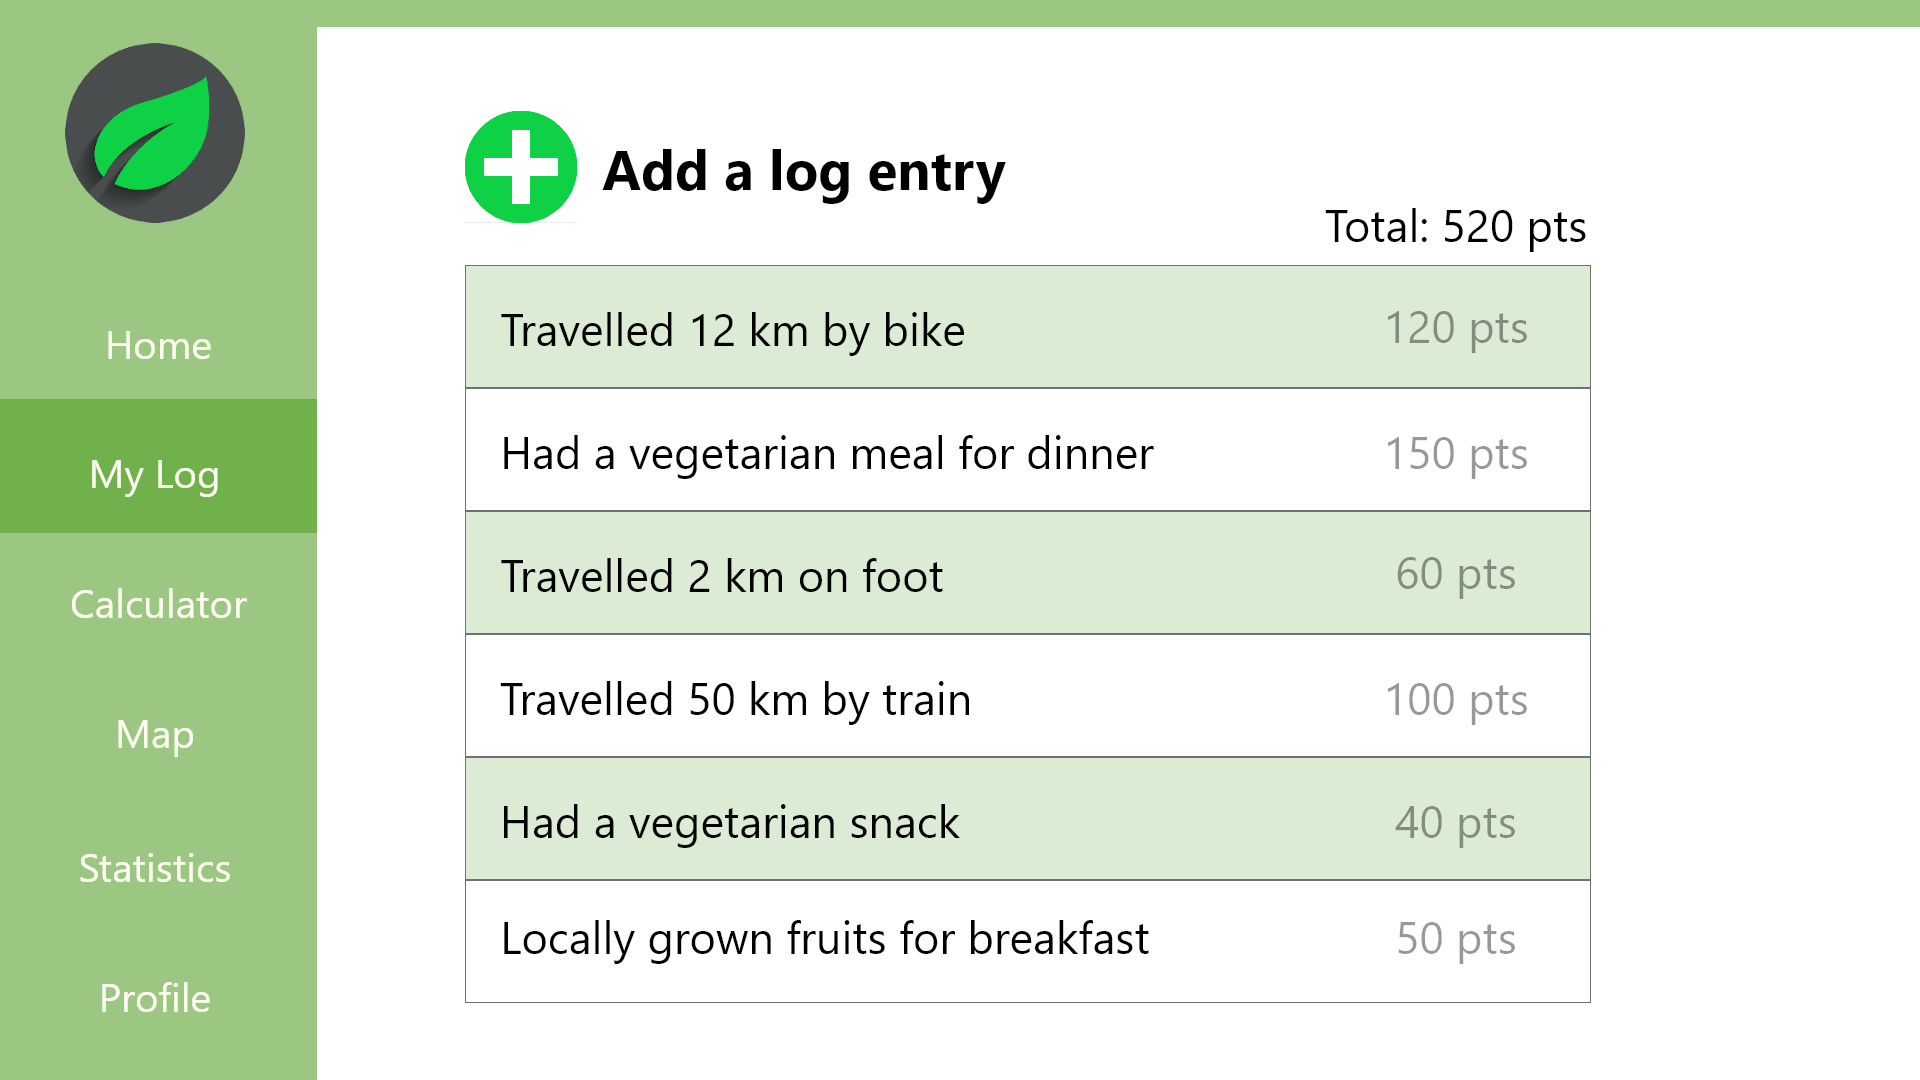 Home
My Log
Calculator
Map
Statistics
Profile
Add a log entry
Total: 520 pts
Travelled 12 km by bike 120 pts
Had a vegetarian meal for dinner 150 pts
Travelled 2 km on foot 60 pts
Travelled 50 km by train 100 pts
Had a vegetarian snack 40 pts
Locally grown fruits for breakfast 50 pts